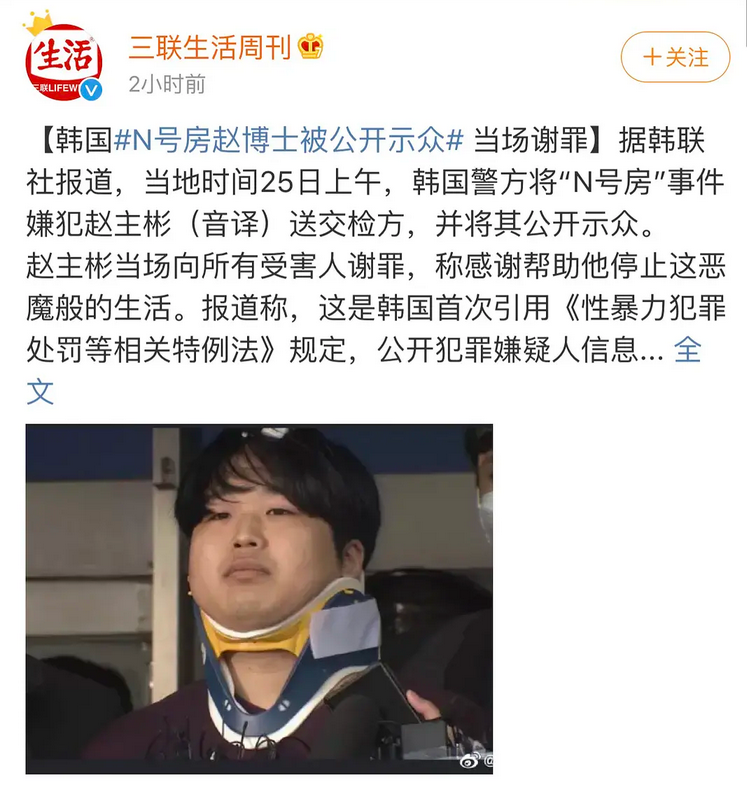 生活
三联LIFEW
三联生活周刊
2小时前
+关注
【韩国#N号房赵博士被公开示众# 当场谢罪】据韩联
社报道，当地时间25日上午，韩国警方将“N号房”事件
嫌犯赵主彬（音译）送交检方，并将其公开示众。
赵主彬当场向所有受害人谢罪，称感谢帮助他停止这恶
魔般的生活。报道称，这是韩国首次引用《性暴力犯罪
处罚等相关特例法》规定，公开犯罪嫌疑人信息... 全
文
@